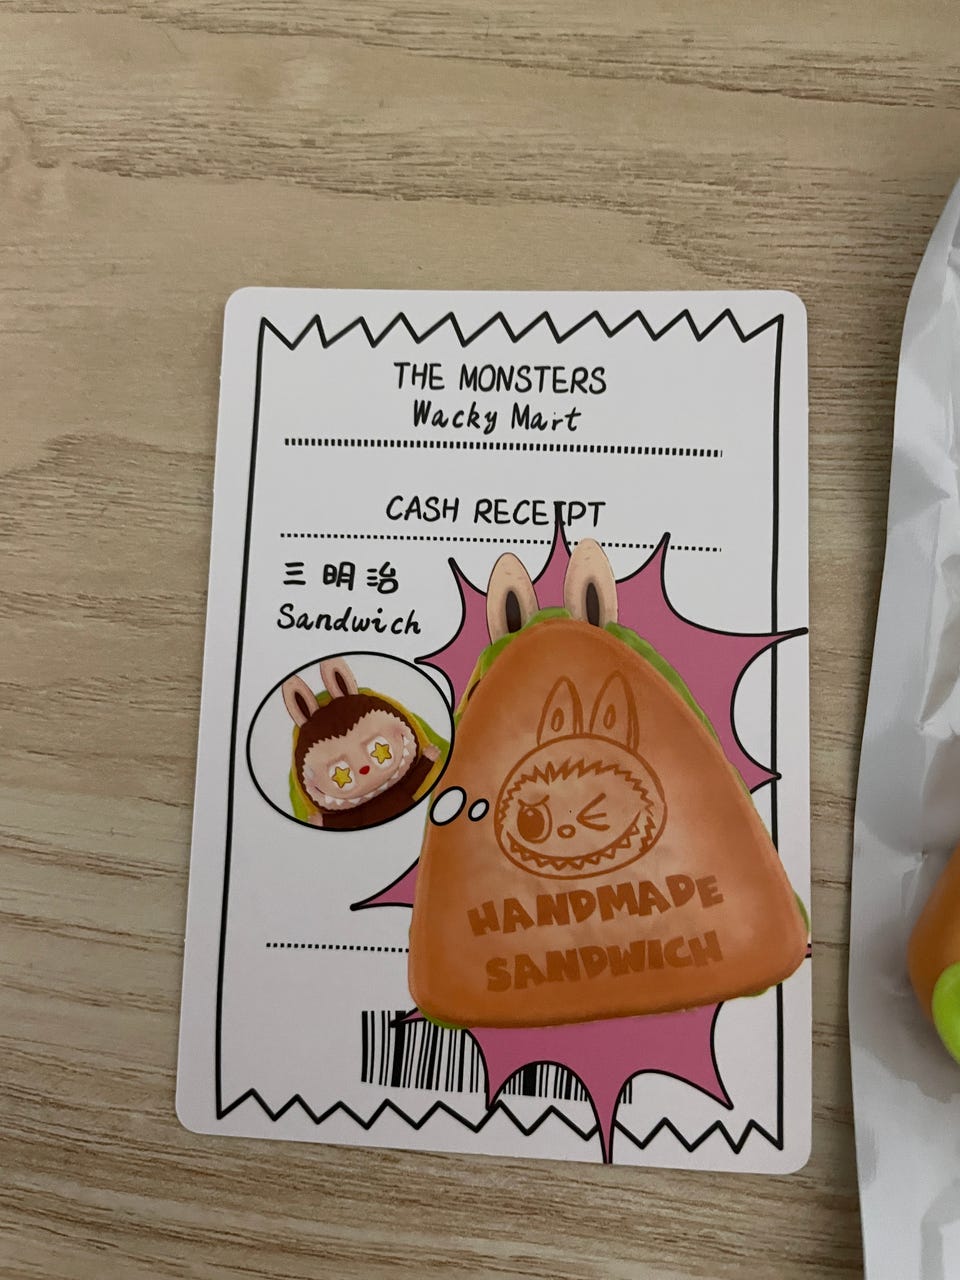 THE MONSTERS
Wacky Mart
CASH RECEIPT
三明治
Sandwich
HANDMADE
SANDWICH